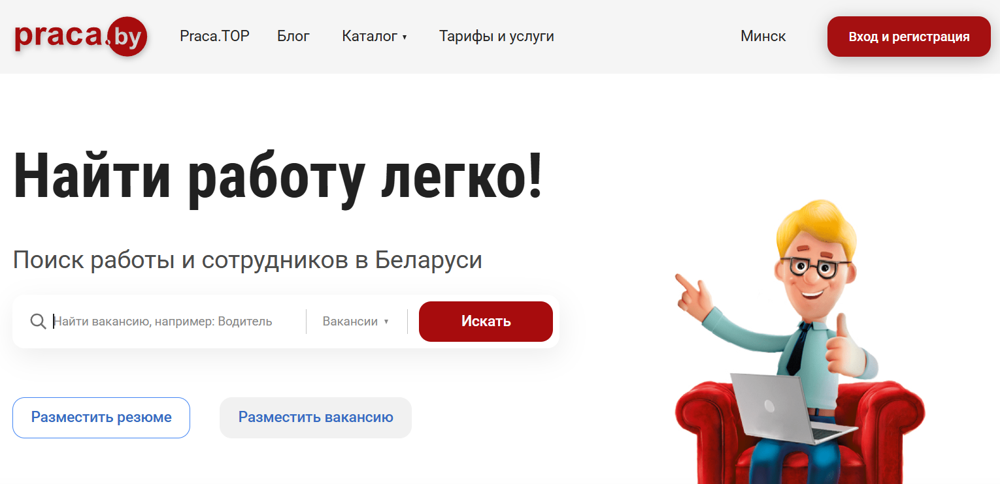 praca.by
Praca.TOP
Блог
Каталог
Тарифы и услуги
Минск
Вход и регистрация
Найти работу легко!
Поиск работы и сотрудников в Беларуси
Найти вакансию, например: Водитель
Вакансии
Искать
Разместить резюме
Разместить вакансию